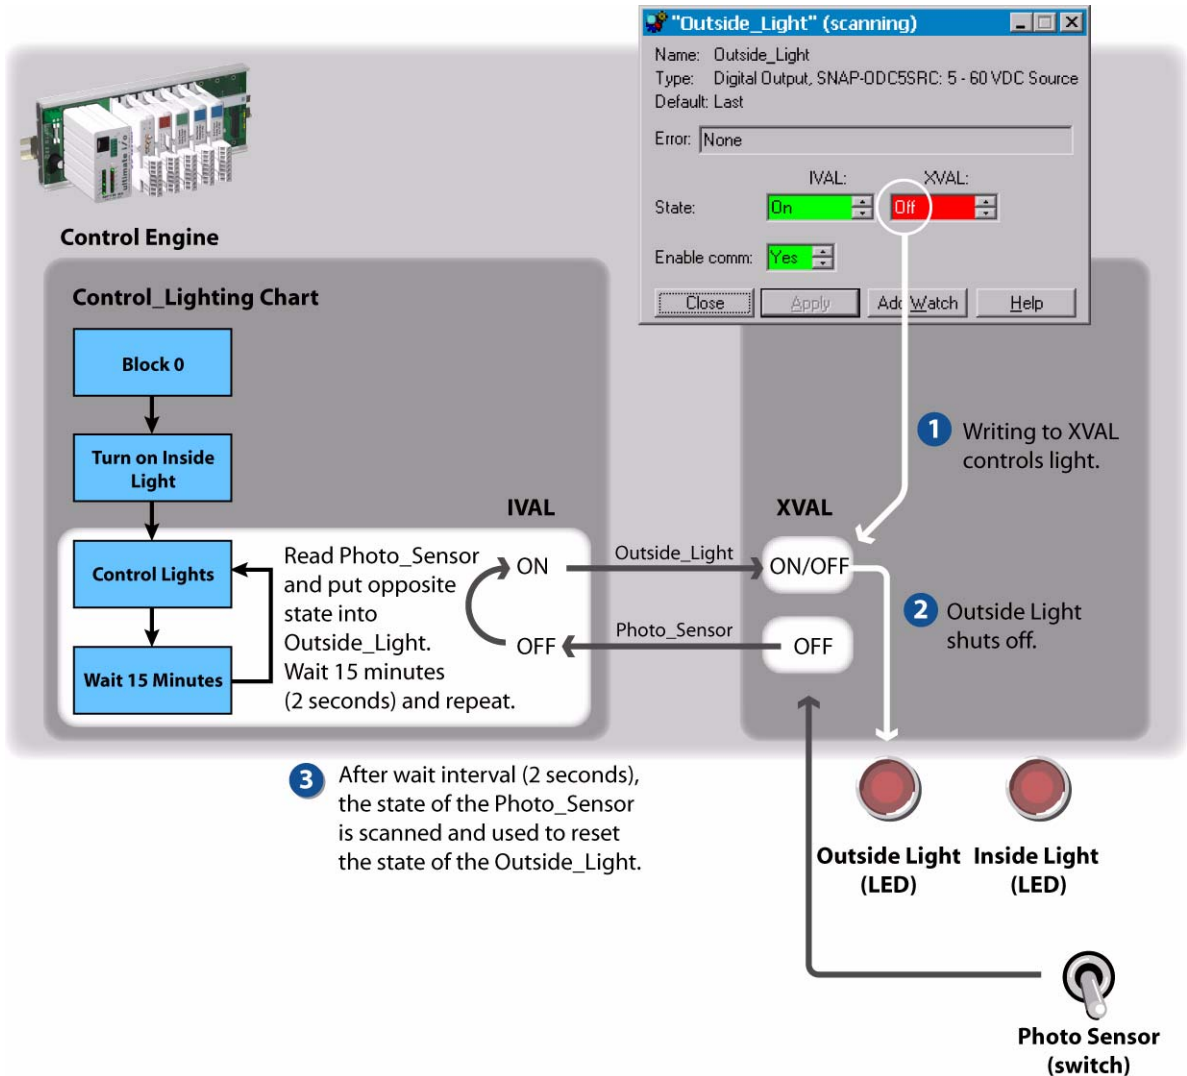 "Outside_Light" (scanning)
Name: Outside_Light
Type: Digital Output, SNAP-ODC5SRC: 5 - 60 VDC Source
Default: Last
Error: None
IVAL: XVAL:
State: On Off
Enable comm: Yes
Close Apply Add Watch Help
ultimate I/O
Control Engine
Control_Lighting Chart
Block 0
Turn on Inside
Light
Control Lights
Wait 15 Minutes
Read Photo_Sensor
and put opposite
state into
Outside_Light.
Wait 15 minutes
(2 seconds) and repeat.
IVAL
ON
OFF
Outside_Light
Photo_Sensor
XVAL
ON/OFF
OFF
1 Writing to XVAL
controls light.
2 Outside Light
shuts off.
3 After wait interval (2 seconds),
the state of the Photo_Sensor
is scanned and used to reset
the state of the Outside_Light.
Outside Light
(LED)
Inside Light
(LED)
Photo Sensor
(switch)